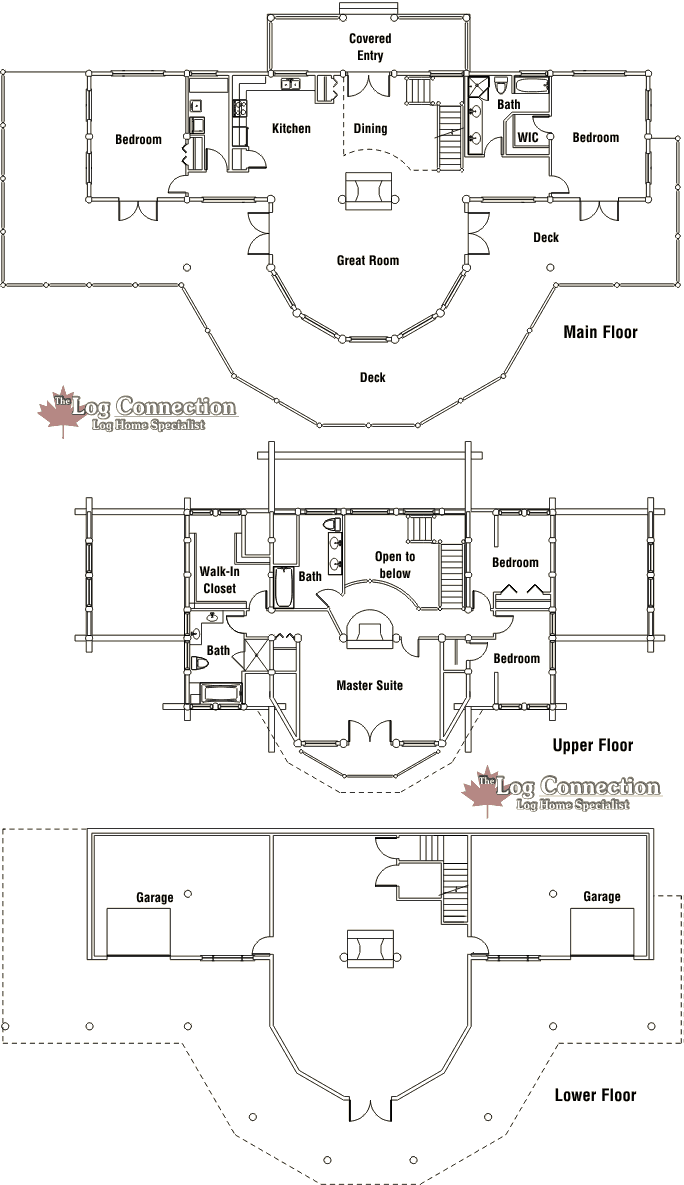 Covered
Entry
Bedroom
Kitchen
Dining
Bath
WIC
Bedroom
Great Room
Deck
Main Floor
Deck
The Log Connection
Log Home Specialist
Walk-In
Closet
Bath
Open to
below
Bedroom
Bath
Master Suite
Bedroom
Upper Floor
The Log Connection
Log Home Specialist
Garage
Garage
Lower Floor